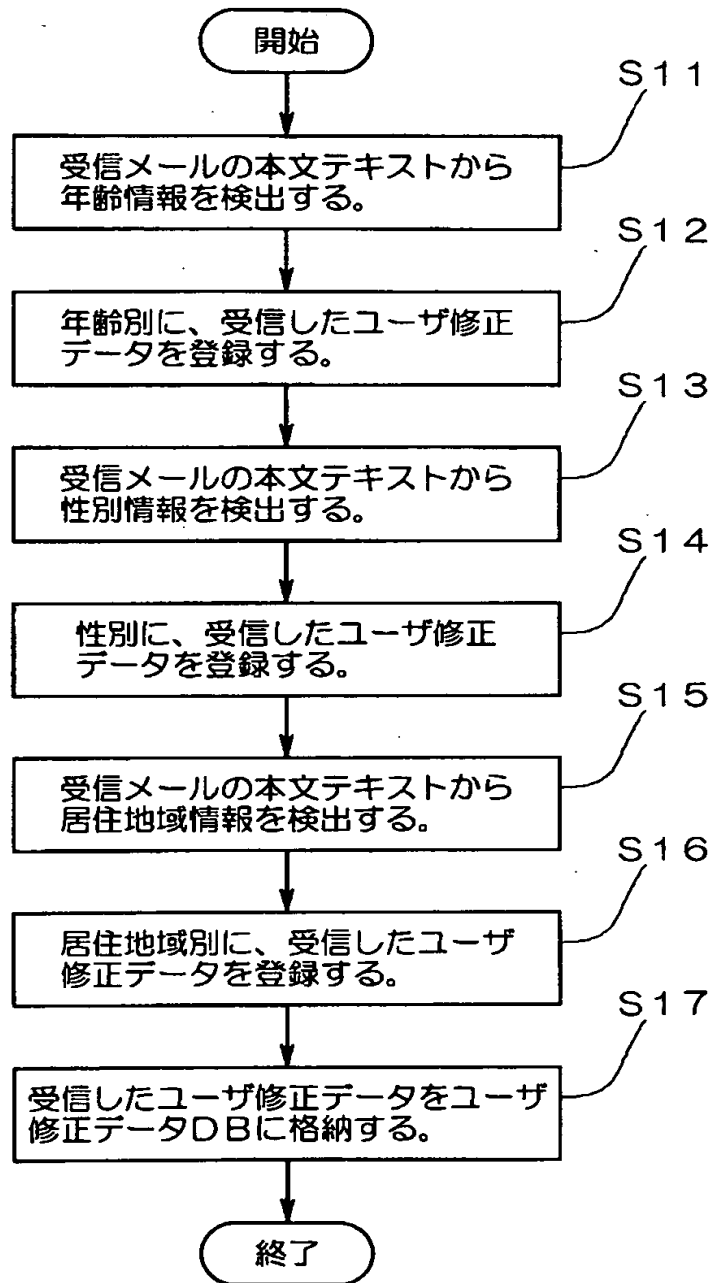 開始
S11
受信メールの本文テキストから
年齢情報を検出する。
S12
年齢別に、受信したユーザ修正
データを登録する。
S13
受信メールの本文テキストから
性別情報を検出する。
S14
性別に、受信したユーザ修正
データを登録する。
S15
受信メールの本文テキストから
居住地域情報を検出する。
S16
居住地域別に、受信したユーザ
修正データを登録する。
S17
受信したユーザ修正データをユーザ
修正データDBに格納する。
終了